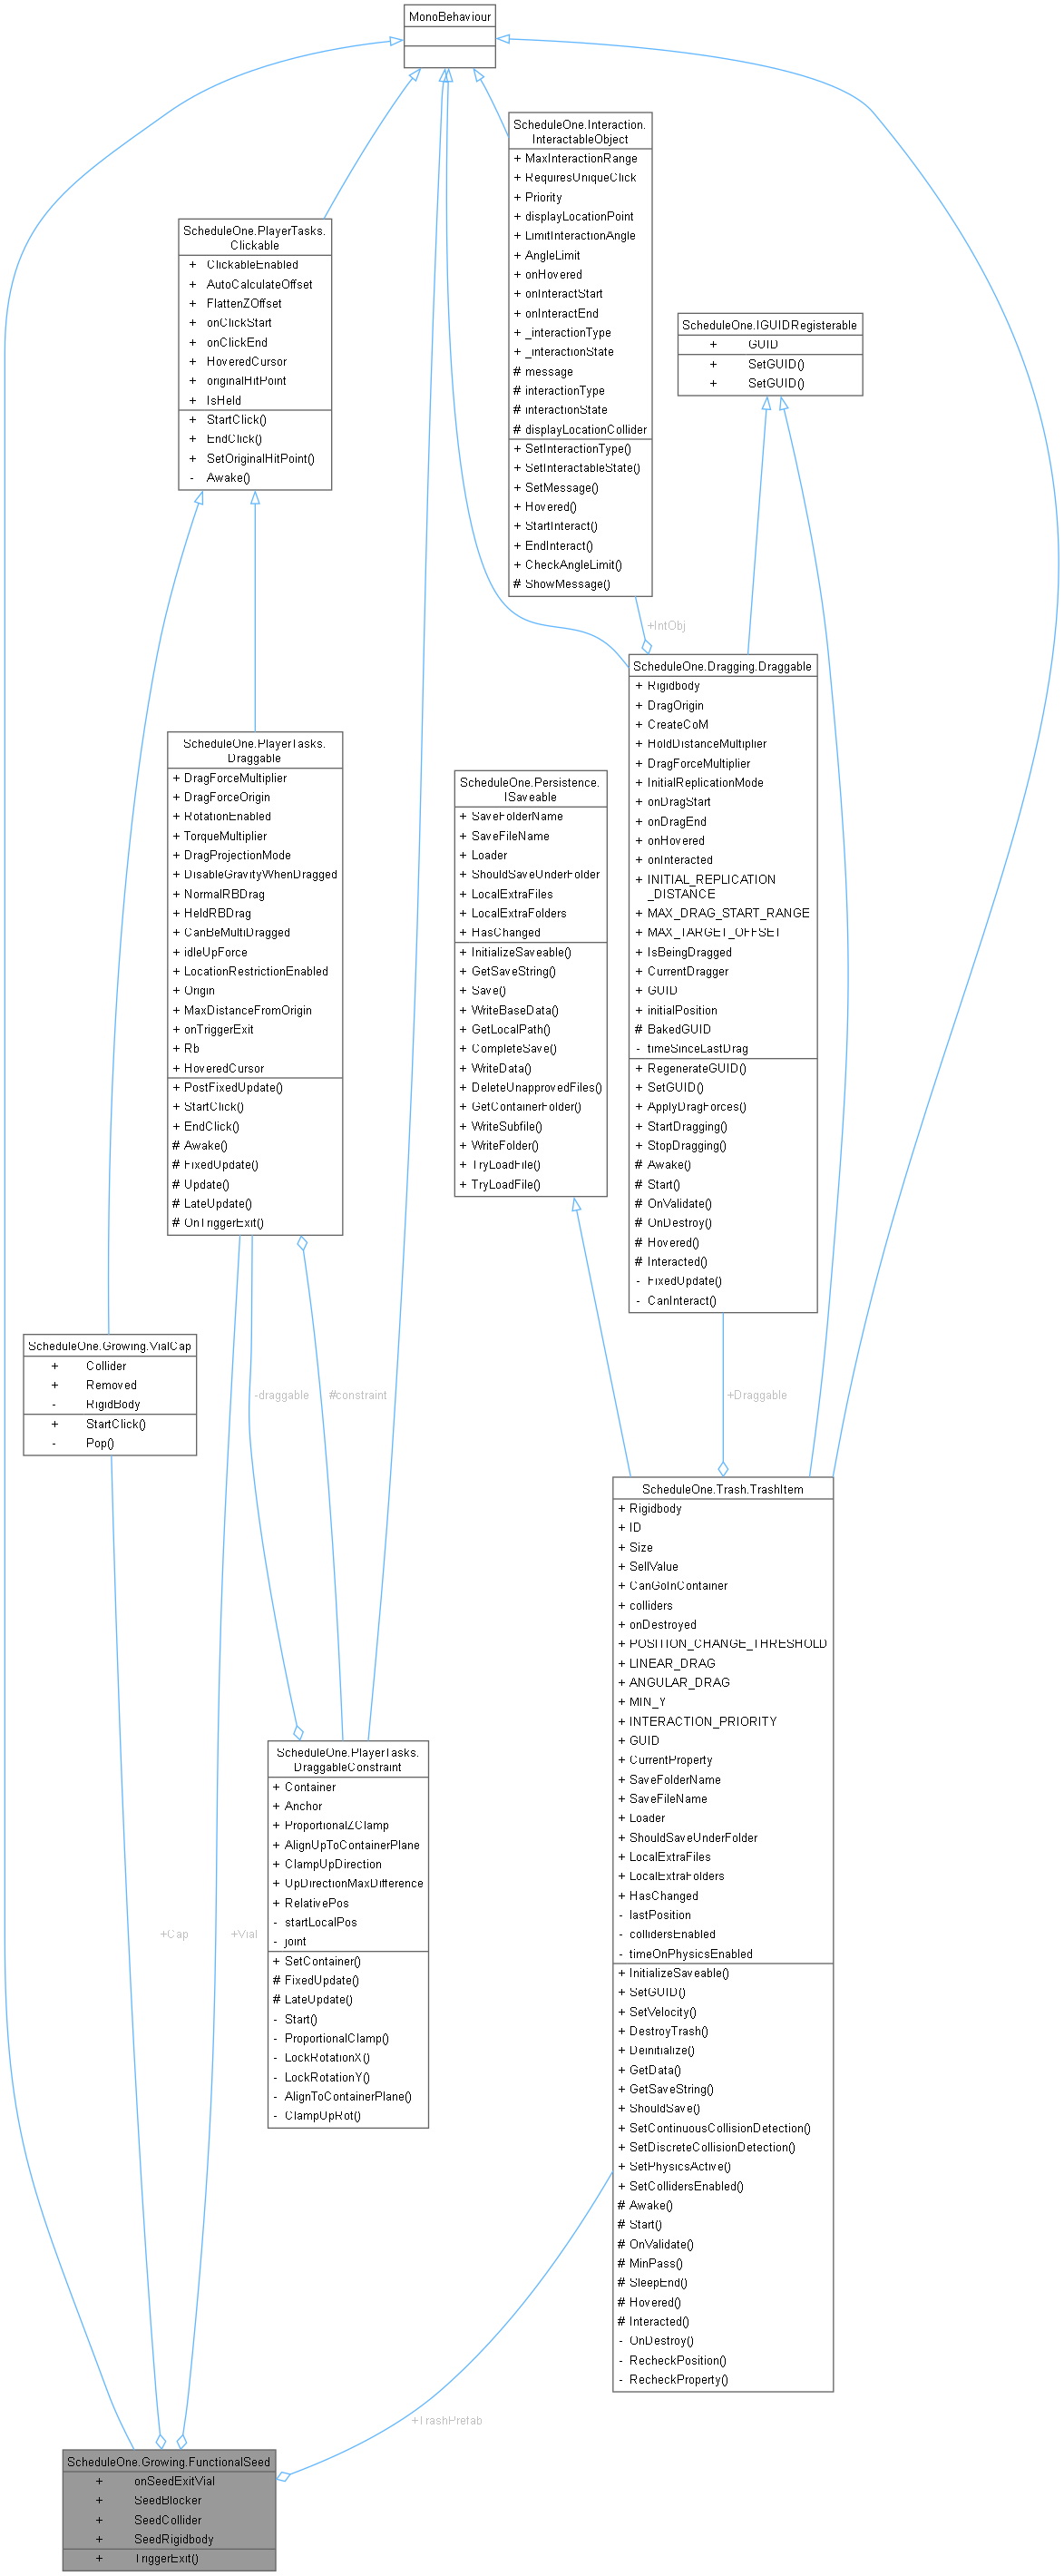 MonoBehaviour
ScheduleOne.Interaction.
InteractableObject
+ MaxInteractionRange
+ RequiresUniqueClick
+ Priority
+ displayLocationPoint
+ LimitInteractionAngle
+ AngleLimit
+ onHovered
+ onInteractStart
+ onInteractEnd
+ _interactionType
+ _interactionState
# message
# interactionType
# interactionState
# displayLocationCollider
+ SetInteractionType()
+ SetInteractableState()
+ SetMessage()
+ Hovered()
+ StartInteract()
+ EndInteract()
+ CheckAngleLimit()
# ShowMessage()
ScheduleOne.PlayerTasks.
Clickable
+ ClickableEnabled
+ AutoCalculateOffset
+ FlattenZOffset
+ onClickStart
+ onClickEnd
+ HoveredCursor
+ originalHitPoint
+ IsHeld
+ StartClick()
+ EndClick()
+ SetOriginalHitPoint()
- Awake()
ScheduleOne.IGUIDRegisterable
+ GUID
+ SetGUID()
+ SetGUID()
+IntObj
ScheduleOne.Dragging.Draggable
+ Rigidbody
+ DragOrigin
+ CreateCoM
+ HoldDistanceMultiplier
+ DragForceMultiplier
+ InitialReplicationMode
+ onDragStart
+ onDragEnd
+ onHovered
+ onInteracted
+ INITIAL_REPLICATION
_DISTANCE
+ MAX_DRAG_START_RANGE
+ MAX_TARGET_OFFSET
+ IsBeingDragged
+ CurrentDragger
+ GUID
+ initialPosition
# BakedGUID
- timeSinceLastDrag
+ RegenerateGUID()
+ SetGUID()
+ ApplyDragForces()
+ StartDragging()
+ StopDragging()
# Awake()
# Start()
# OnValidate()
# OnDestroy()
# Hovered()
# Interacted()
- FixedUpdate()
- CanInteract()
ScheduleOne.PlayerTasks.
Draggable
+ DragForceMultiplier
+ DragForceOrigin
+ RotationEnabled
+ TorqueMultiplier
+ DragProjectionMode
+ DisableGravityWhenDragged
+ NormalRBDrag
+ HeldRBDrag
+ CanBeMultiDragged
+ idleUpForce
+ LocationRestrictionEnabled
+ Origin
+ MaxDistanceFromOrigin
+ onTriggerExit
+ Rb
+ HoveredCursor
+ PostFixedUpdate()
+ StartClick()
+ EndClick()
# Awake()
# FixedUpdate()
# Update()
# LateUpdate()
# OnTriggerExit()
ScheduleOne.Persistence.
ISaveable
+ SaveFolderName
+ SaveFileName
+ Loader
+ ShouldSaveUnderFolder
+ LocalExtraFiles
+ LocalExtraFolders
+ HasChanged
+ InitializeSaveable()
+ GetSaveString()
+ Save()
+ WriteBaseData()
+ GetLocalPath()
+ CompleteSave()
+ WriteData()
+ DeleteUnapprovedFiles()
+ GetContainerFolder()
+ WriteSubfile()
+ WriteFolder()
+ TryLoadFile()
+ TryLoadFile()
ScheduleOne.Growing.VialCap
+ Collider
+ Removed
- RigidBody
+ StartClick()
- Pop()
-draggable
#constraint
+Draggable
ScheduleOne.Trash.TrashItem
+ Rigidbody
+ ID
+ Size
+ SellValue
+ CanGoInContainer
+ colliders
+ onDestroyed
+ POSITION_CHANGE_THRESHOLD
+ LINEAR_DRAG
+ ANGULAR_DRAG
+ MIN_Y
+ INTERACTION_PRIORITY
+ GUID
+ CurrentProperty
+ SaveFolderName
+ SaveFileName
+ Loader
+ ShouldSaveUnderFolder
+ LocalExtraFiles
+ LocalExtraFolders
+ HasChanged
- lastPosition
- collidersEnabled
- timeOnPhysicsEnabled
+ InitializeSaveable()
+ SetGUID()
+ SetVelocity()
+ DestroyTrash()
+ Deinitialize()
+ GetData()
+ GetSaveString()
+ ShouldSave()
+ SetContinuousCollisionDetection()
+ SetDiscreteCollisionDetection()
+ SetPhysicsActive()
+ SetCollidersEnabled()
# Awake()
# Start()
# OnValidate()
# MinPass()
# SleepEnd()
# Hovered()
# Interacted()
- OnDestroy()
- RecheckPosition()
- RecheckProperty()
ScheduleOne.PlayerTasks.
DraggableConstraint
+ Container
+ Anchor
+ ProportionalZClamp
+ AlignUpToContainerPlane
+ ClampUpDirection
+ UpDirectionMaxDifference
+ RelativePos
- startLocalPos
- joint
+ SetContainer()
# FixedUpdate()
# LateUpdate()
- Start()
- ProportionalClamp()
- LockRotationX()
- LockRotationY()
- AlignToContainerPlane()
- ClampUpRot()
+Cap
+Vial
+TrashPrefab
ScheduleOne.Growing.FunctionalSeed
+ onSeedExitVial
+ SeedBlocker
+ SeedCollider
+ SeedRigidbody
+ TriggerExit()